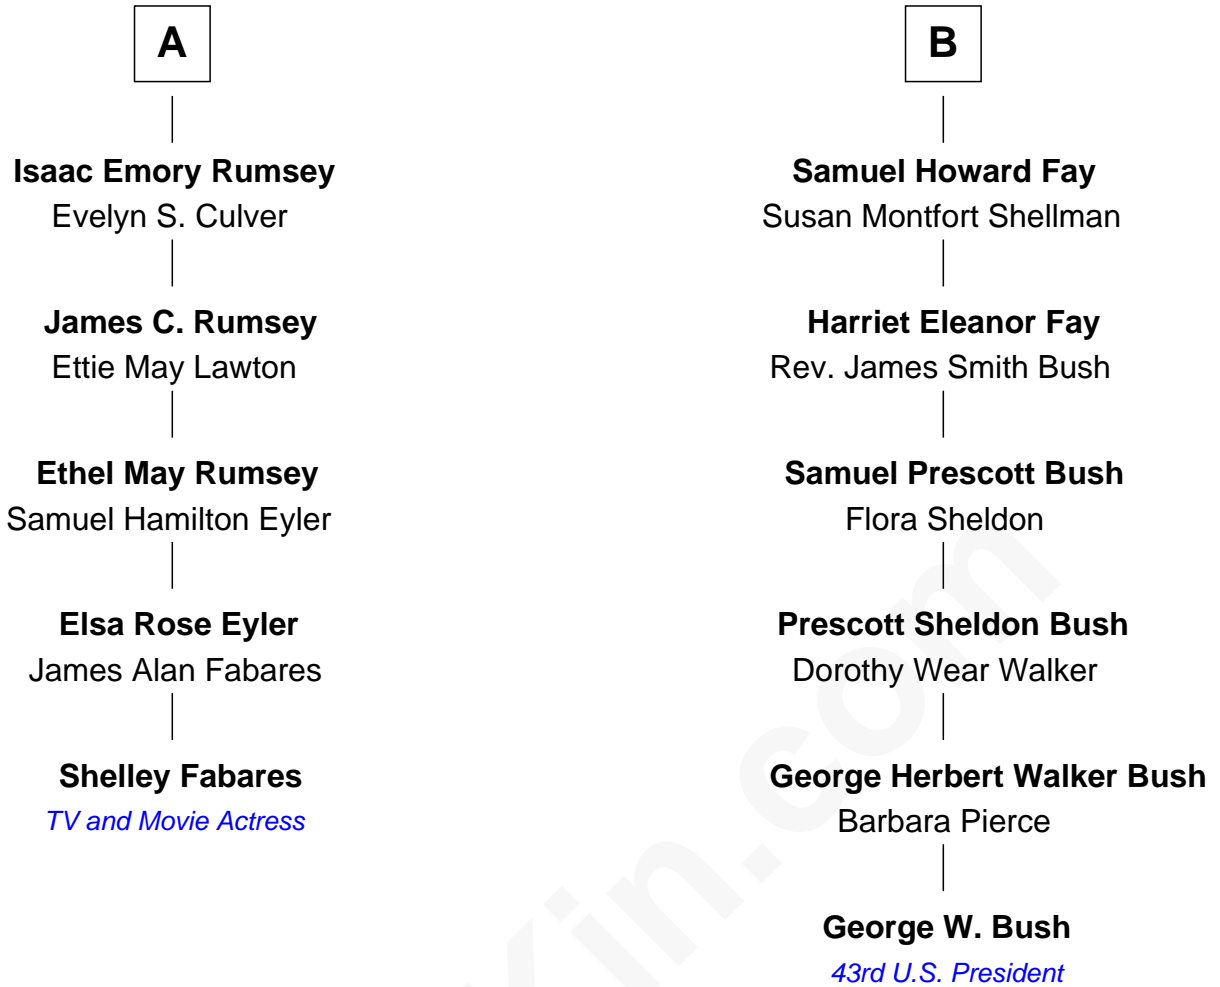 A
Isaac Emory Rumsey
Evelyn S. Culver
James C. Rumsey
Ettie May Lawton
Ethel May Rumsey
Samuel Hamilton Eyler
Elsa Rose Eyler
James Alan Fabares
Shelley Fabares
TV and Movie Actress
B
Samuel Howard Fay
Susan Montfort Shellman
Harriet Eleanor Fay
Rev. James Smith Bush
Samuel Prescott Bush
Flora Sheldon
Prescott Sheldon Bush
Dorothy Wear Walker
George Herbert Walker Bush
Barbara Pierce
George W. Bush
43rd U.S. President
Kin.com